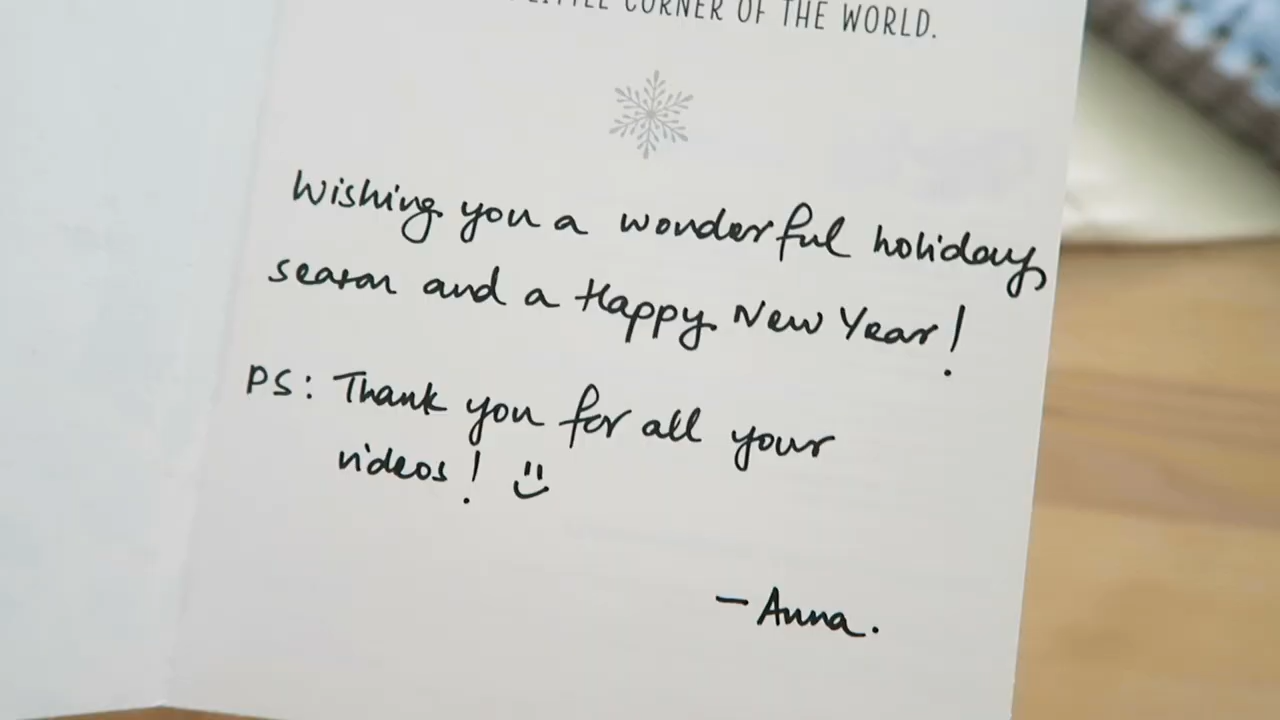 LITTLE CORNER OF THE WORLD.
Wishing you a wonderful holiday
season and a Happy New Year!
PS: Thank you for all your
videos! :)
- Anna.